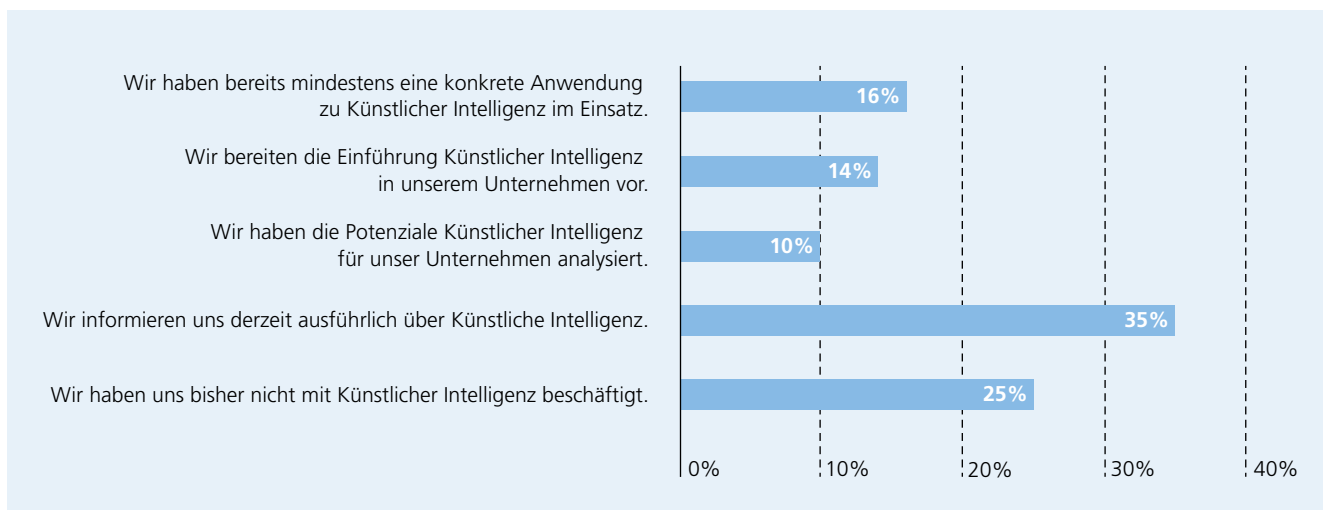 Wir haben bereits mindestens eine konkrete Anwendung
zu Künstlicher Intelligenz im Einsatz.
16%
Wir bereiten die Einführung Künstlicher Intelligenz
in unserem Unternehmen vor.
14%
Wir haben die Potenziale Künstlicher Intelligenz
für unser Unternehmen analysiert.
10%
Wir informieren uns derzeit ausführlich über Künstliche Intelligenz.
35%
Wir haben uns bisher nicht mit Künstlicher Intelligenz beschäftigt.
25%
0% 10% 20% 30% 40%